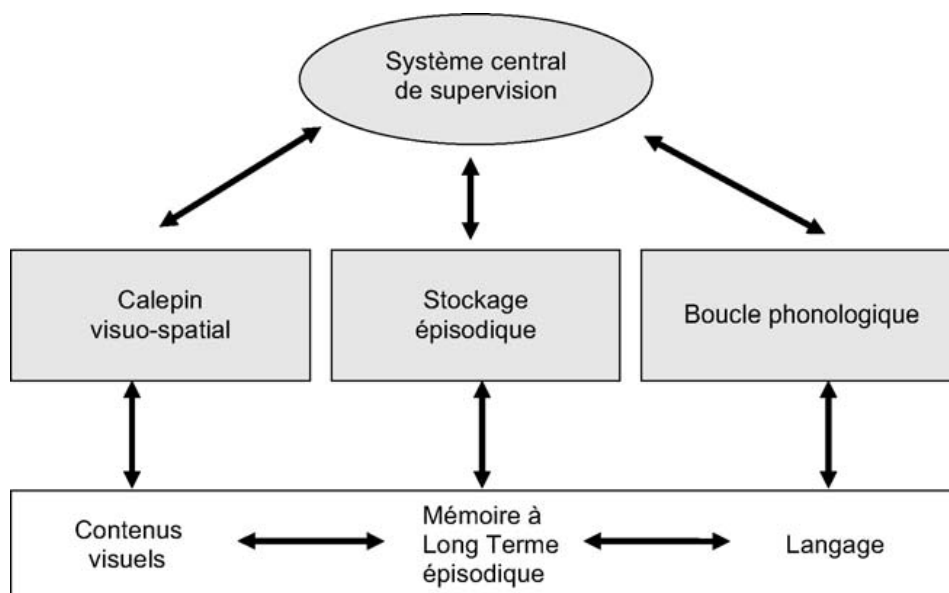 Système central
de supervision
Calepin
visuo-spatial
Stockage
épisodique
Boucle phonologique
Contenus
visuels
Mémoire à
Long Terme
épisodique
Langage